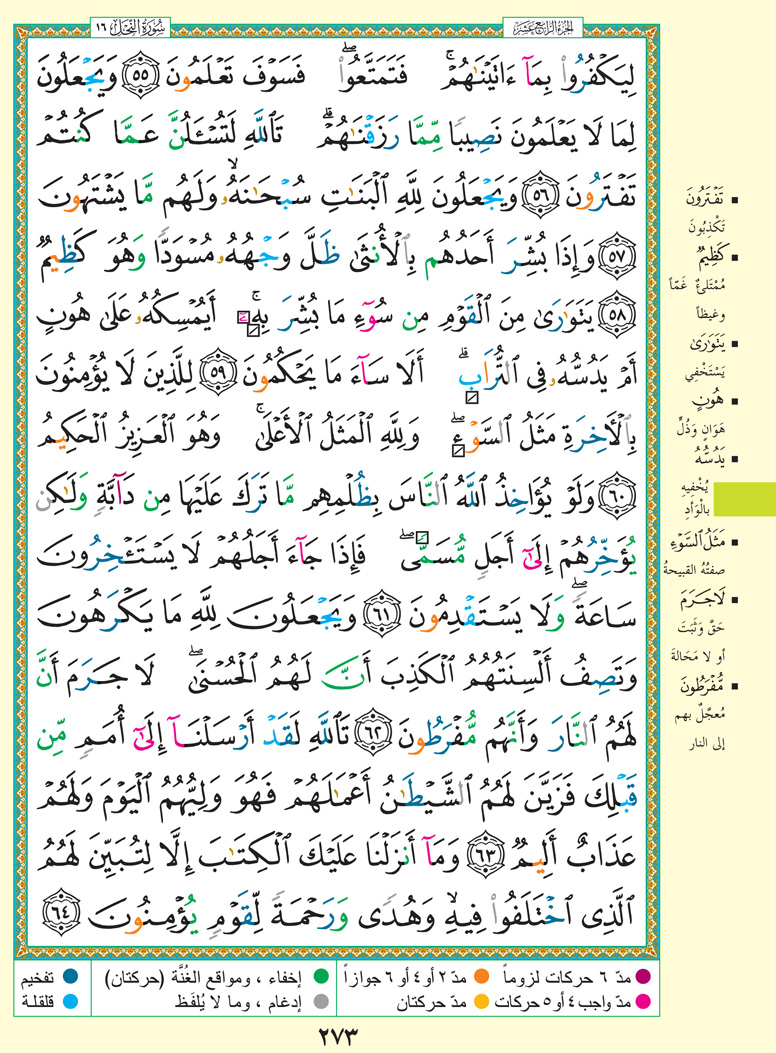 الجزء الرابع عشر
سورة النحل ١٦
لِيَكْفُرُوا۟ بِمَآ ءَاتَيْنَٰهُمْ ۚ فَتَمَتَّعُوا۟ ۖ فَسَوْفَ تَعْلَمُونَ ٥٥ وَيَجْعَلُونَ
لِمَا لَا يَعْلَمُونَ نَصِيبًا مِّمَّا رَزَقْنَٰهُمْ ۗ تَٱللَّهِ لَتُسْـَٔلُنَّ عَمَّا كُنتُمْ
تَفْتَرُونَ ٥٦ وَيَجْعَلُونَ لِلَّهِ ٱلْبَنَٰتِ سُبْحَٰنَهُۥ ۙ وَلَهُم مَّا يَشْتَهُونَ
٥٧ وَإِذَا بُشِّرَ أَحَدُهُم بِٱلْأُنثَىٰ ظَلَّ وَجْهُهُۥ مُسْوَدًّا وَهُوَ كَظِيمٌ
٥٨ يَتَوَٰرَىٰ مِنَ ٱلْقَوْمِ مِن سُوٓءِ مَا بُشِّرَ بِهِۦٓ ۚ أَيُمْسِكُهُۥ عَلَىٰ هُونٍ
أَمْ يَدُسُّهُۥ فِى ٱلتُّرَابِ ۗ أَلَا سَآءَ مَا يَحْكُمُونَ ٥٩ لِلَّذِينَ لَا يُؤْمِنُونَ
بِٱلْـَٔاخِرَةِ مَثَلُ ٱلسَّوْءِ ۖ وَلِلَّهِ ٱلْمَثَلُ ٱلْأَعْلَىٰ ۚ وَهُوَ ٱلْعَزِيزُ ٱلْحَكِيمُ
٦٠ وَلَوْ يُؤَاخِذُ ٱللَّهُ ٱلنَّاسَ بِظُلْمِهِم مَّا تَرَكَ عَلَيْهَا مِن دَآبَّةٍ وَلَٰكِن
يُؤَخِّرُهُمْ إِلَىٰٓ أَجَلٍ مُّسَمًّى ۖ فَإِذَا جَآءَ أَجَلُهُمْ لَا يَسْتَـْٔخِرُونَ
سَاعَةً ۖ وَلَا يَسْتَقْدِمُونَ ٦١ وَيَجْعَلُونَ لِلَّهِ مَا يَكْرَهُونَ
وَتَصِفُ أَلْسِنَتُهُمُ ٱلْكَذِبَ أَنَّ لَهُمُ ٱلْحُسْنَىٰ ۖ لَا جَرَمَ أَنَّ
لَهُمُ ٱلنَّارَ وَأَنَّهُم مُّفْرَطُونَ ٦٢ تَٱللَّهِ لَقَدْ أَرْسَلْنَآ إِلَىٰٓ أُمَمٍ مِّن
قَبْلِكَ فَزَيَّنَ لَهُمُ ٱلشَّيْطَٰنُ أَعْمَٰلَهُمْ فَهُوَ وَلِيُّهُمُ ٱلْيَوْمَ وَلَهُمْ
عَذَابٌ أَلِيمٌ ٦٣ وَمَآ أَنزَلْنَا عَلَيْكَ ٱلْكِتَٰبَ إِلَّا لِتُبَيِّنَ لَهُمُ
ٱلَّذِى ٱخْتَلَفُوا۟ فِيهِ ۙ وَهُدًى وَرَحْمَةً لِّقَوْمٍ يُؤْمِنُونَ ٦٤
▪ تَفْتَرُونَ
تَكْذِبُونَ
▪ كَظِيمٌ
مُمْتَلِئٌ غَمّاً
وغيظاً
▪ يَتَوَٰرَىٰ
يَسْتَخْفِي
▪ هُونٍ
هَوَانٍ وَذُلٍّ
▪ يَدُسُّهُ
يُخْفِيهِ
بالْوَأْدِ
▪ مَثَلُ ٱلسَّوْءِ
صفتُهُ القبيحةُ
▪ لَا جَرَمَ
حَقَّ وَثَبَتَ
أو لا مَحَالَةَ
▪ مُّفْرَطُونَ
مُعجَّلٌ بهم
إلى النار
مدّ ٦ حركات لزوماً مدّ ٢ أو ٤ أو ٦ جوازاً إخفاء ، ومواقع الغُنَّة (حركتان) تفخيم
مدّ واجب ٤ أو ٥ حركات مدّ حركتان إدغام ، وما لا يُلفَظ قلقلة
٢٧٣